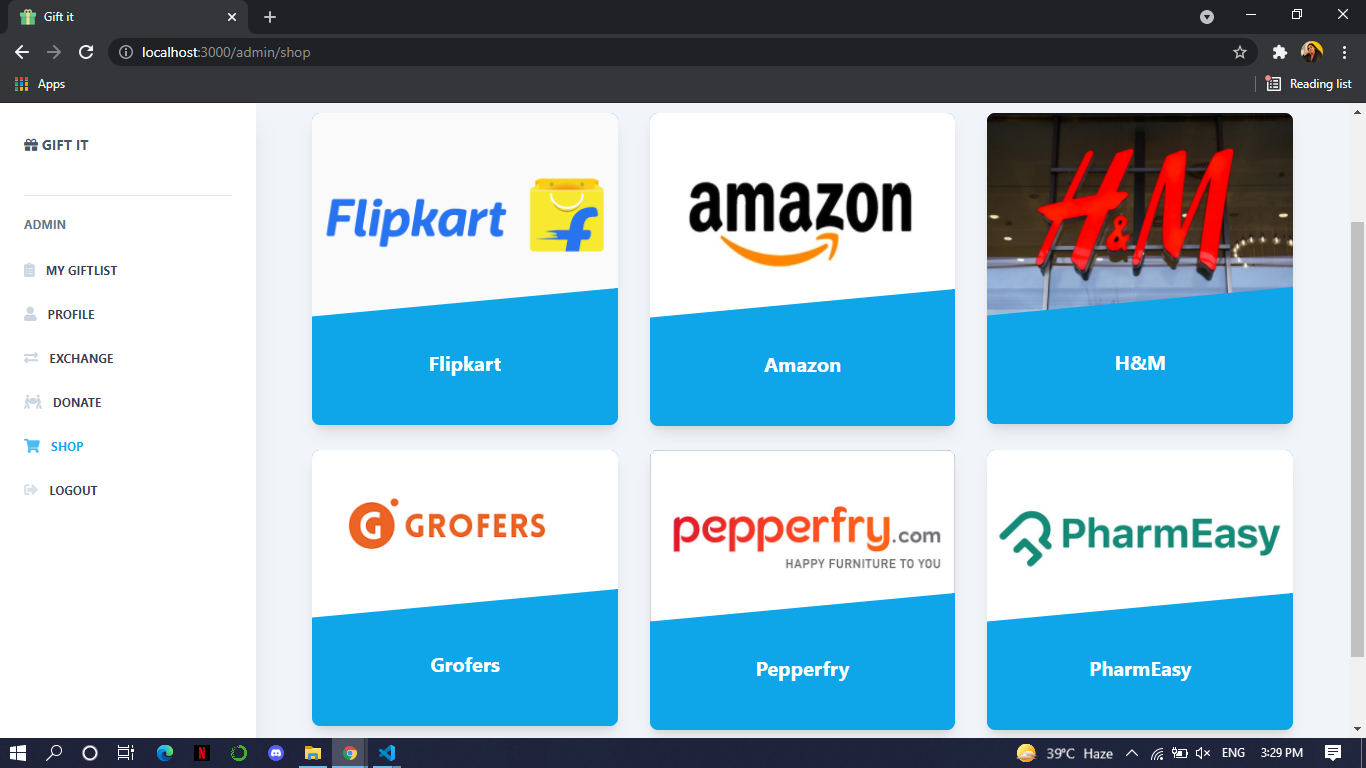 Gift it
localhost:3000/admin/shop
Apps
Reading list
GIFT IT
ADMIN
MY GIFTLIST
PROFILE
EXCHANGE
DONATE
SHOP
LOGOUT
Flipkart
f
amazon
H&M
Flipkart
Amazon
H&M
G GROFERS
pepperfry.com
HAPPY FURNITURE TO YOU
PharmEasy
Grofers
Pepperfry
PharmEasy
N
39°C Haze
ENG
3:29 PM